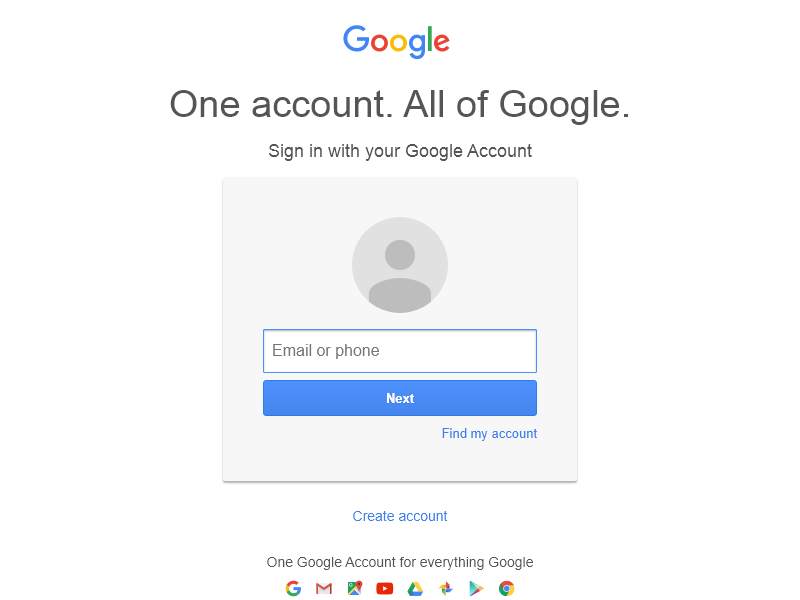 Google
One account. All of Google.
Sign in with your Google Account
Email or phone
Next
Find my account
Create account
One Google Account for everything Google